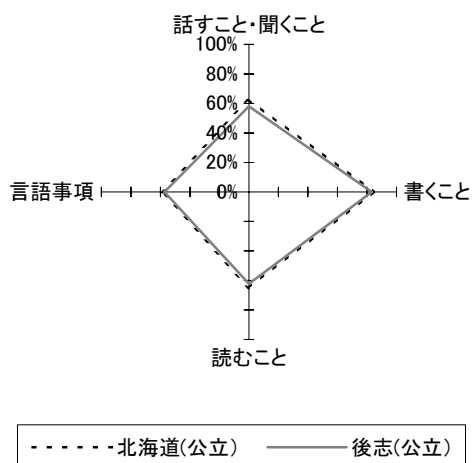 話すこと・聞くこと
100%
80%
60%
40%
20%
0%
言語事項
書くこと
読むこと
北海道(公立)
後志(公立)